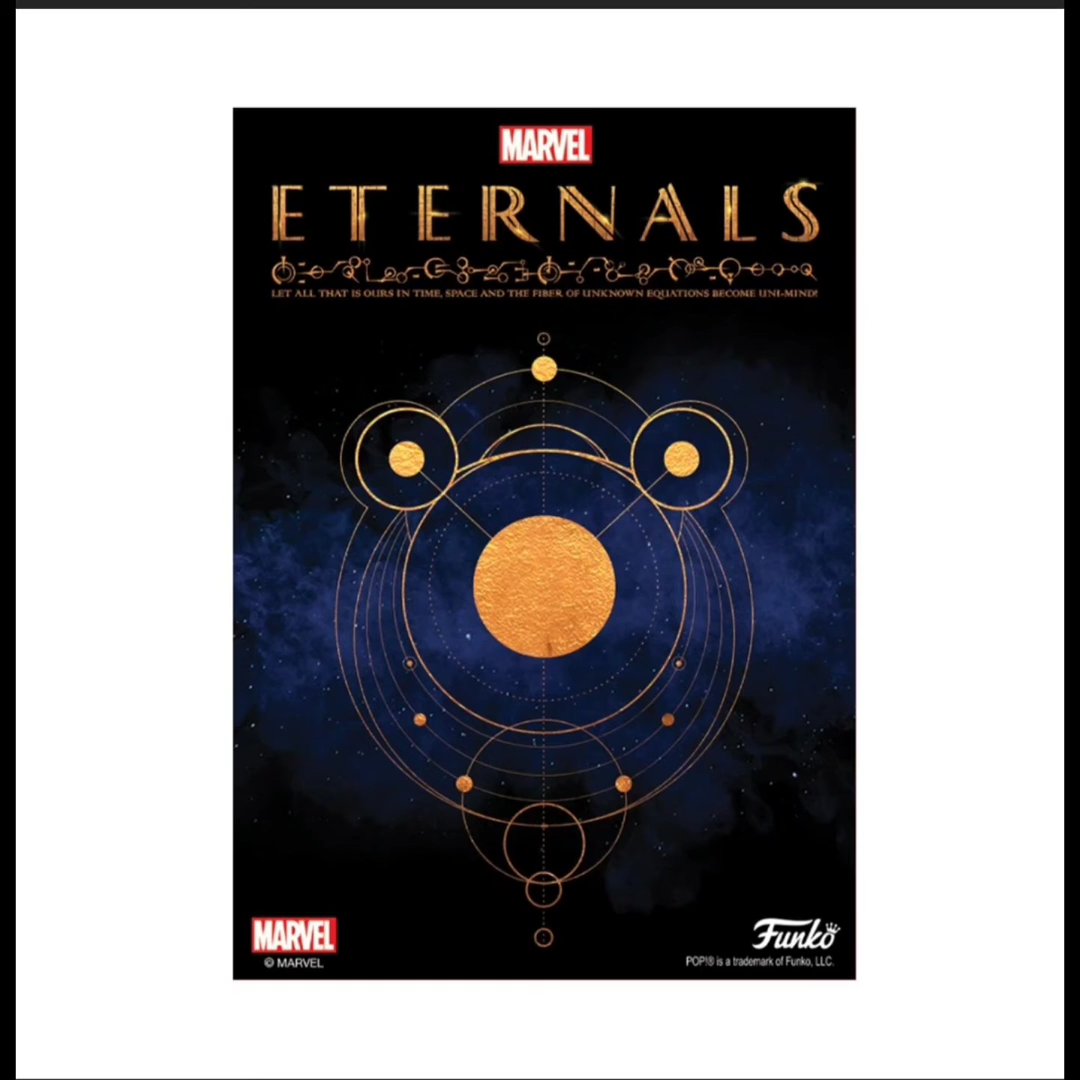 MARVEL
ETERNALS
LET ALL THAT IS OURS IN TIME, SPACE AND THE FIBER OF UNKNOWN EQUATIONS BECOME UNI-MIND!
MARVEL
© MARVEL
Funko
POP!® is a trademark of Funko, LLC.